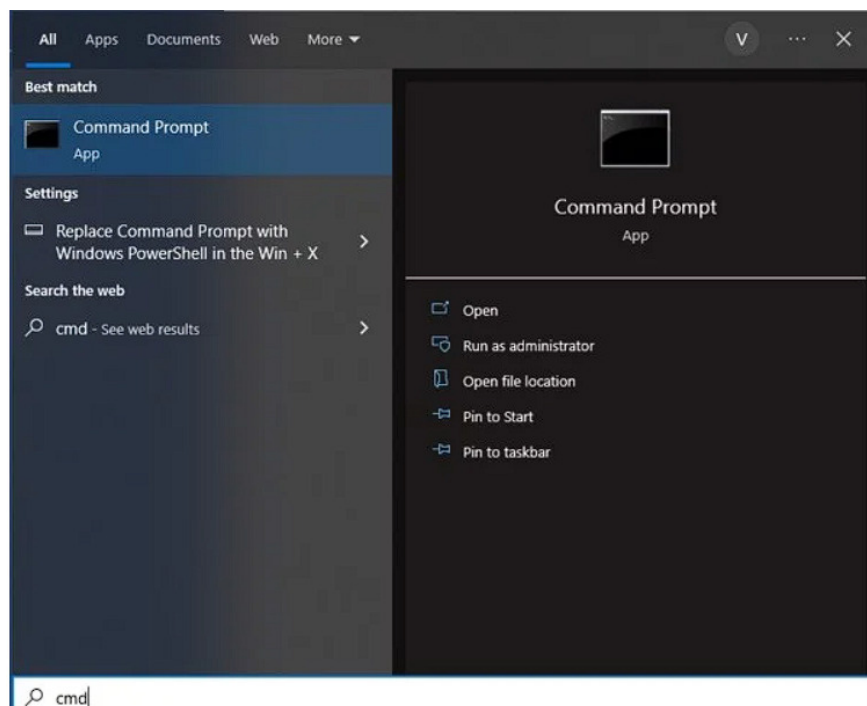 All Apps Documents Web More V
Best match
Command Prompt
App
Settings
Replace Command Prompt with
Windows PowerShell in the Win + X
Search the web
cmd - See web results
Command Prompt
App
Open
Run as administrator
Open file location
Pin to Start
Pin to taskbar
cmd